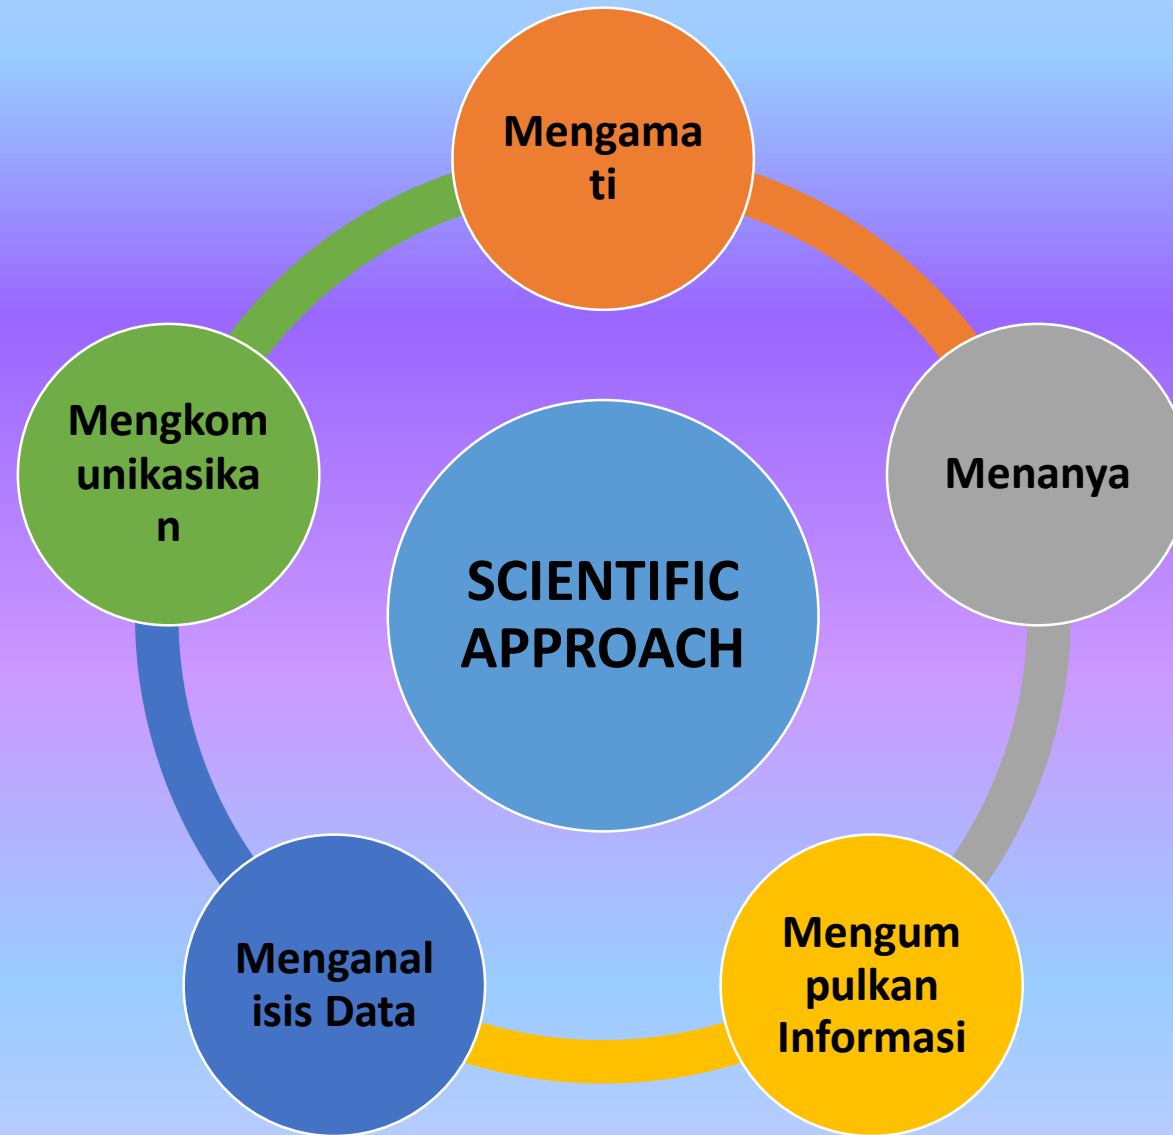 Mengama
ti
Menanya
Mengum
pulkan
Informasi
Menganal
isis Data
Mengkom
unikasika
n
SCIENTIFIC
APPROACH